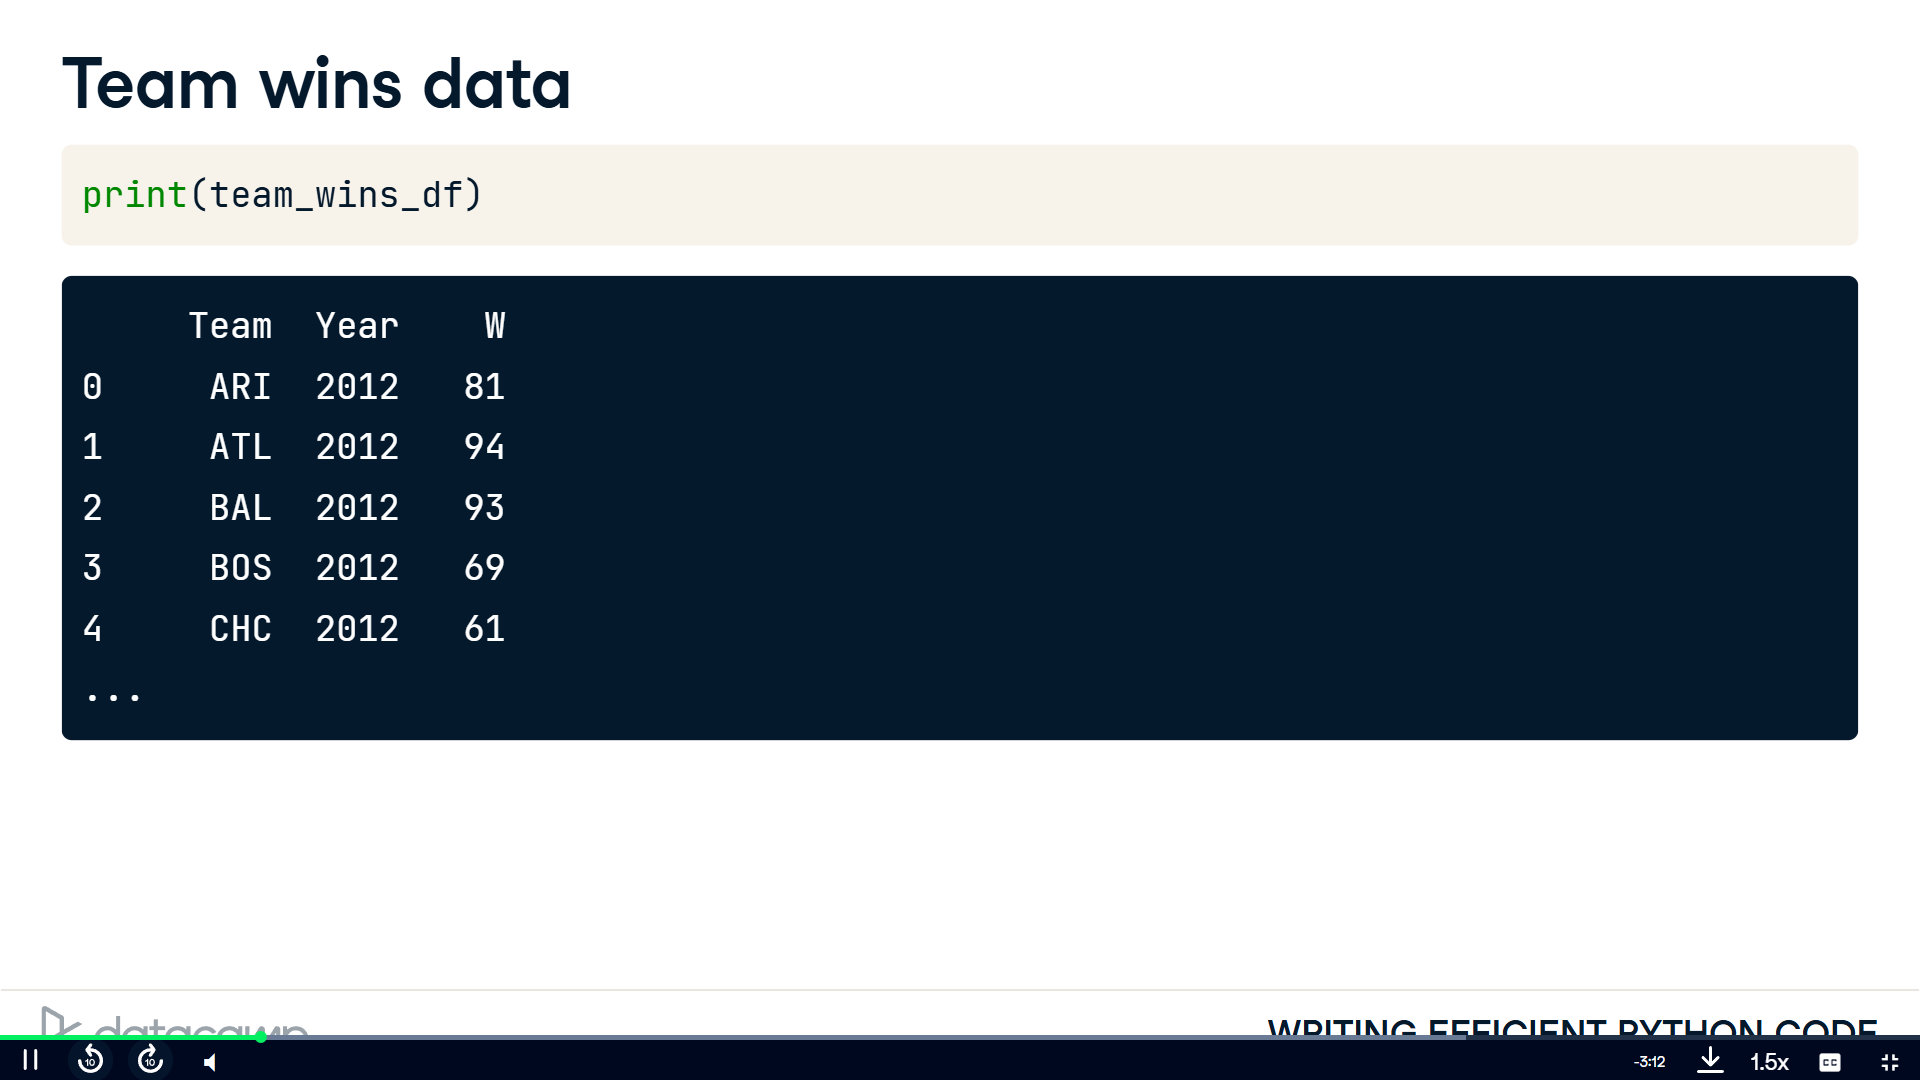 Team wins data
print(team_wins_df)
Team Year W
0 ARI 2012 81
1 ATL 2012 94
2 BAL 2012 93
3 BOS 2012 69
4 CHC 2012 61
...
datacamp
WRITING EFFICIENT PYTHON CODE
10
10
-3:12
1.5x
CC